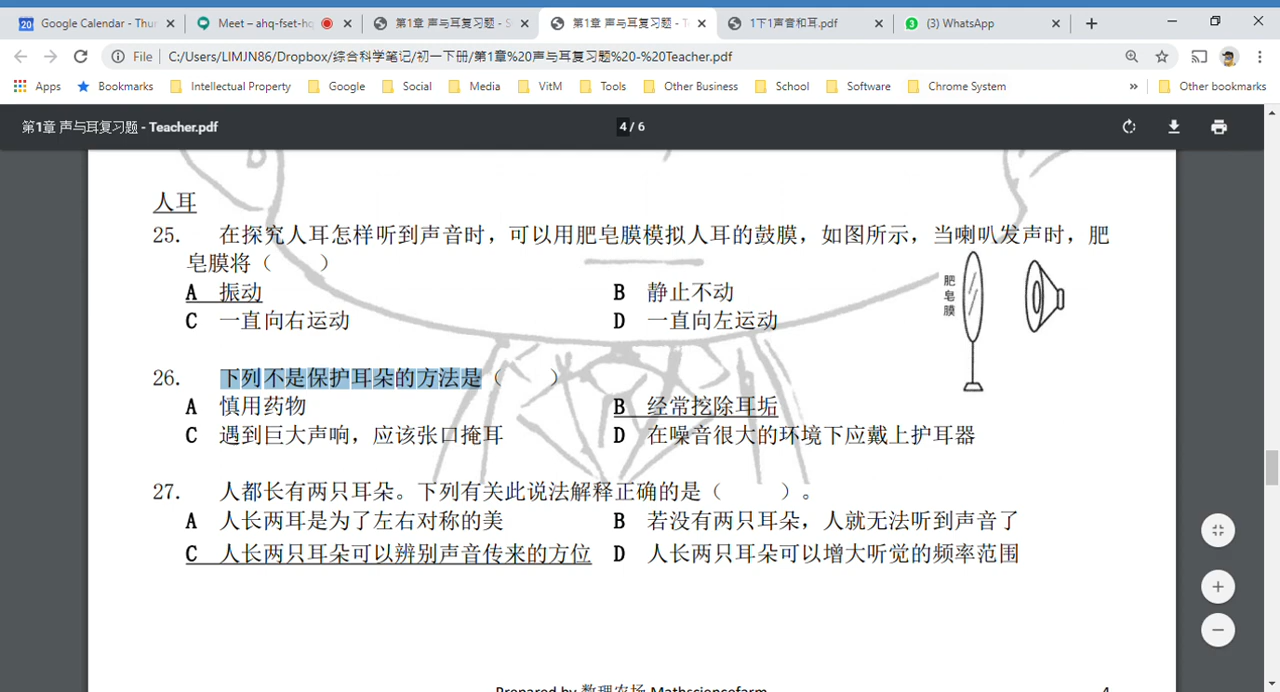 20 Google Calendar - Thur
Meet – ahq-fset-hq
第1章 声与耳复习题 - S
第1章 声与耳复习题 - T
1下1声音和耳.pdf
3 (3) WhatsApp
File C:/Users/LIMJN86/Dropbox/综合科学笔记/初一下册/第1章%20声与耳复习题%20-%20Teacher.pdf
Apps Bookmarks Intellectual Property Google Social Media VitM Tools Other Business School Software Chrome System » Other bookmarks
第1章 声与耳复习题 - Teacher.pdf 4 / 6
人耳
25. 在探究人耳怎样听到声音时，可以用肥皂膜模拟人耳的鼓膜，如图所示，当喇叭发声时，肥
皂膜将（ ）
A 振动 B 静止不动
C 一直向右运动 D 一直向左运动
肥皂膜
26. 下列不是保护耳朵的方法是（ ）
A 慎用药物 B 经常挖除耳垢
C 遇到巨大声响，应该张口掩耳 D 在噪音很大的环境下应戴上护耳器
27. 人都长有两只耳朵。下列有关此说法解释正确的是（ ）。
A 人长两耳是为了左右对称的美 B 若没有两只耳朵，人就无法听到声音了
C 人长两只耳朵可以辨别声音传来的方位 D 人长两只耳朵可以增大听觉的频率范围
Prepared by 数理农场 Mathsciencefarm 4